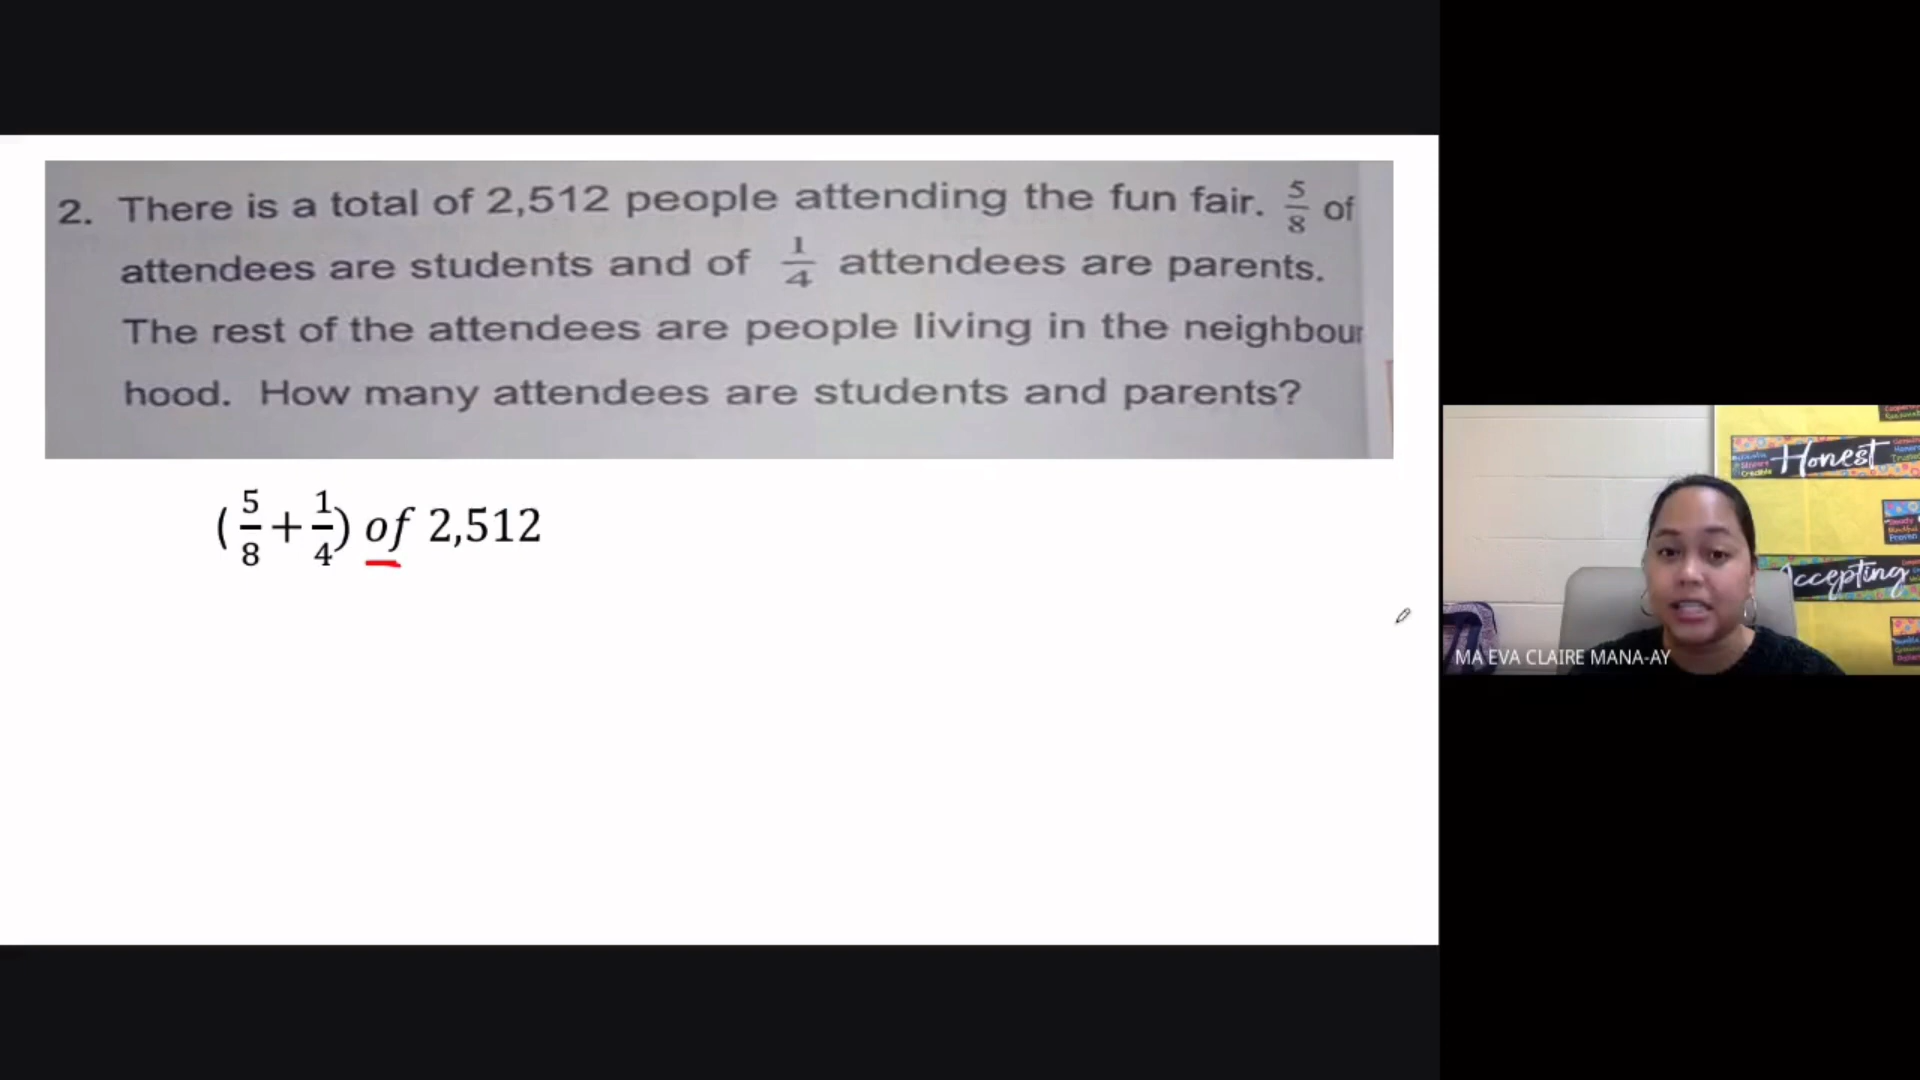 2. There is a total of 2,512 people attending the fun fair. 5/8 of
attendees are students and of 1/4 attendees are parents.
The rest of the attendees are people living in the neighbour
hood. How many attendees are students and parents?
(5/8 + 1/4) of 2,512
Honest
Accepting
MA EVA CLAIRE MANA-AY